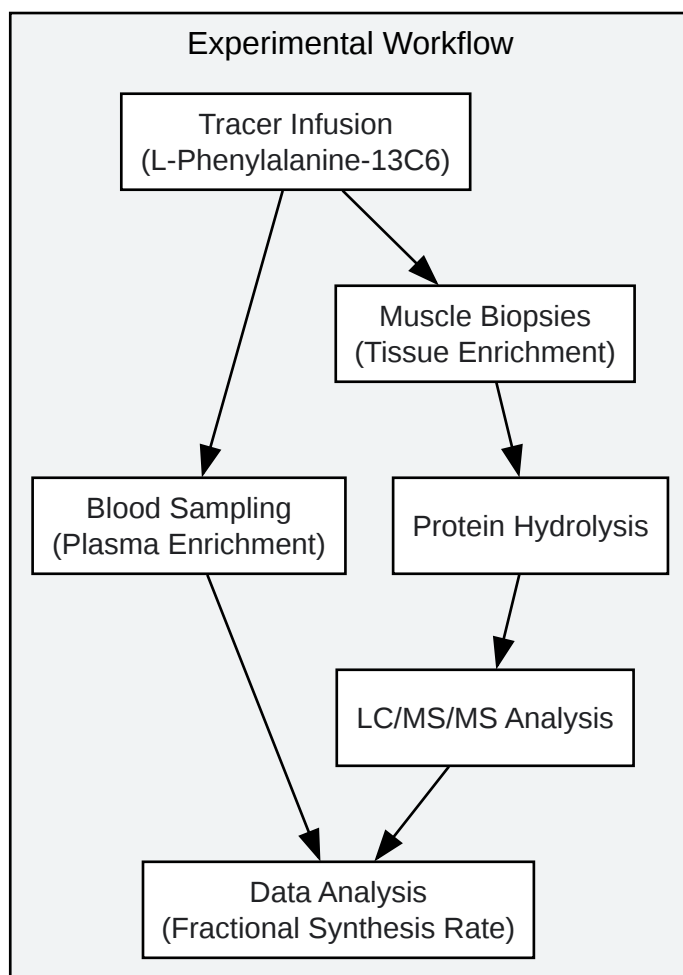 Experimental Workflow
Tracer Infusion
(L-Phenylalanine-13C6)
Muscle Biopsies
(Tissue Enrichment)
Blood Sampling
(Plasma Enrichment)
Protein Hydrolysis
LC/MS/MS Analysis
Data Analysis
(Fractional Synthesis Rate)